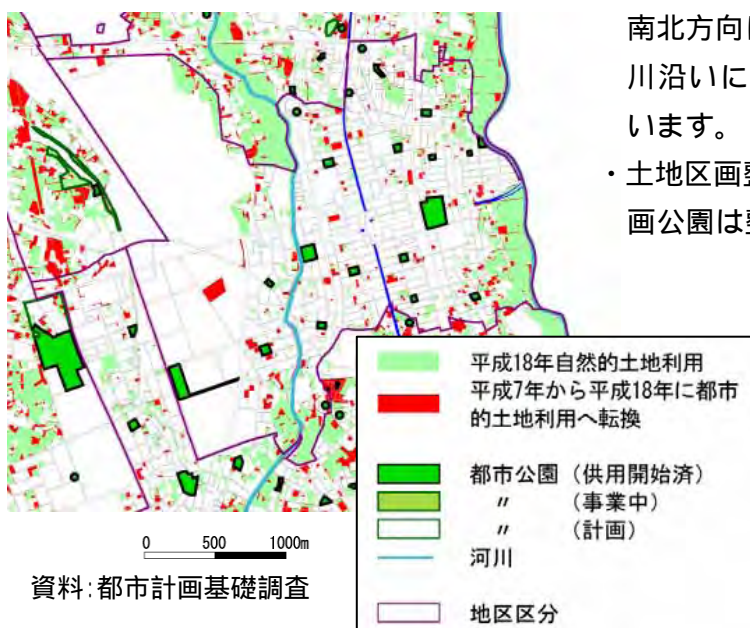 南北方向
川沿いに
います。
・土地区画
画公園は
平成18年自然的土地利用
平成7年から平成18年に都市
的土地利用へ転換
都市公園（供用開始済）
〃 （事業中）
〃 （計画）
河川
地区区分
0 500 1000m
資料：都市計画基礎調査